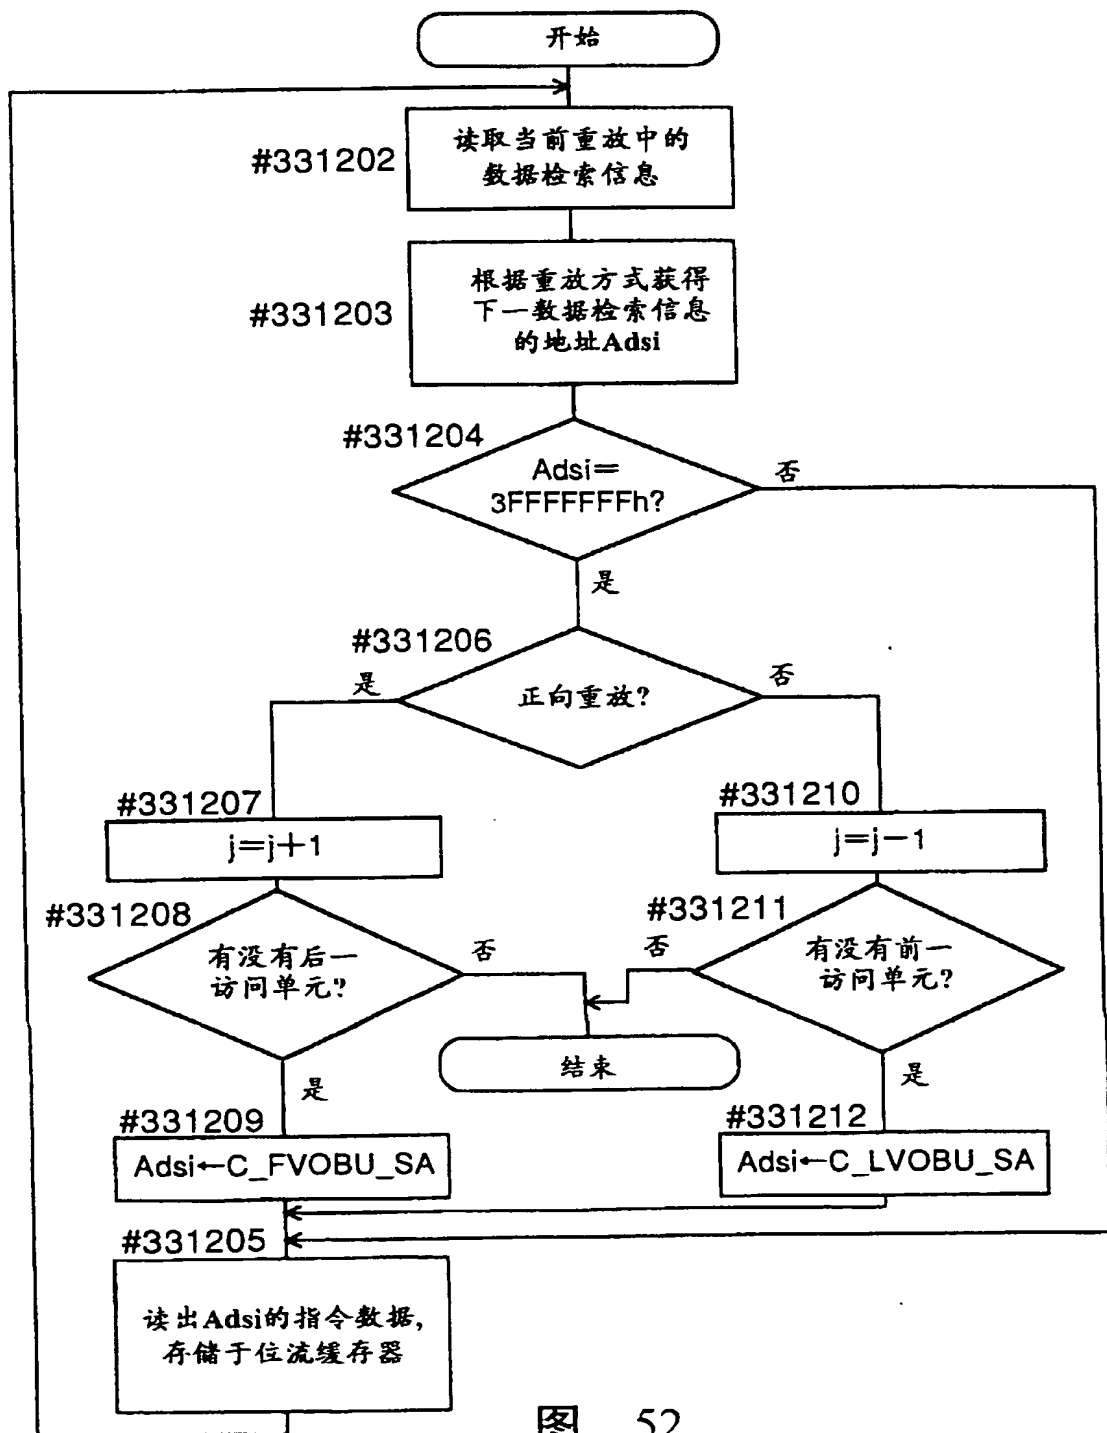 开始
#331202
读取当前重放中的
数据检索信息
#331203
根据重放方式获得
下一数据检索信息
的地址Adsi
#331204
Adsi=
3FFFFFFFh?
否
是
#331206
正向重放?
是
否
#331207
j=j+1
#331210
j=j-1
#331208
有没有后一
访问单元?
否
#331211
有没有前一
访问单元?
否
结束
是
是
#331209
Adsi←C_FVOBU_SA
#331212
Adsi←C_LVOBU_SA
#331205
读出Adsi的指令数据,
存储于位流缓存器
图 52